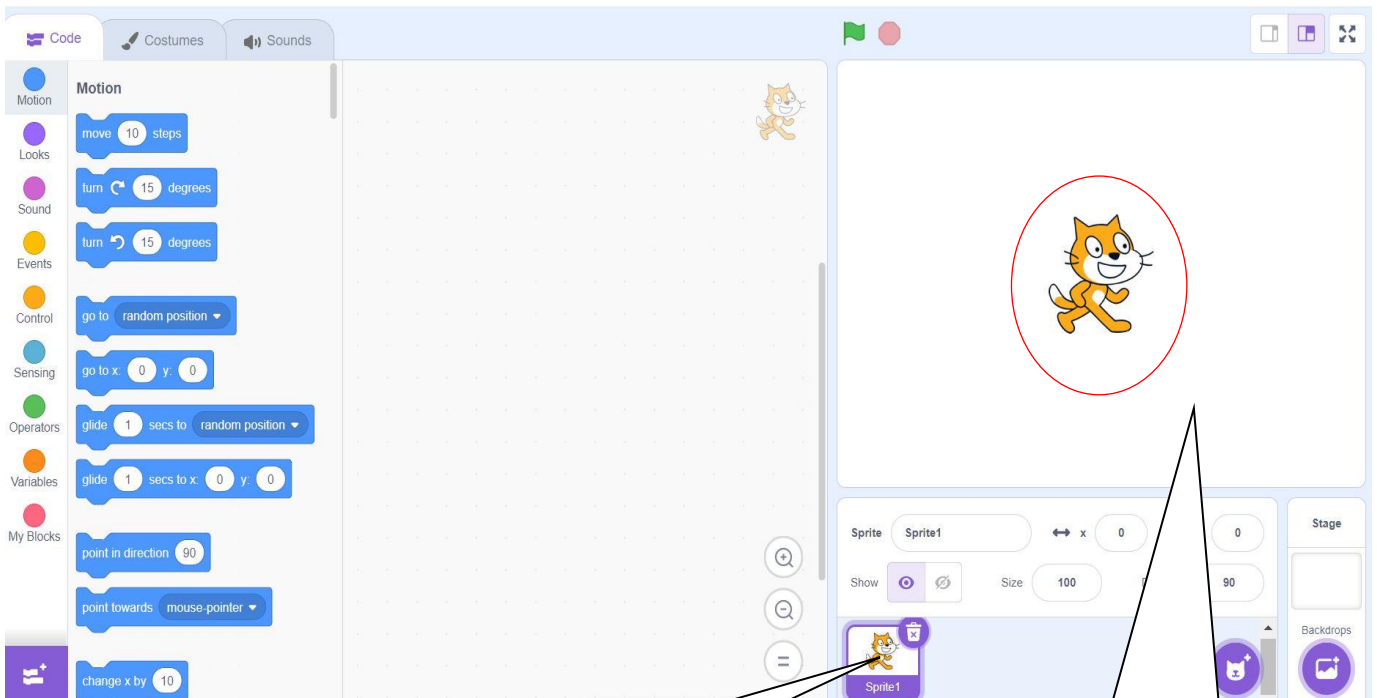 Code
Costumes
Sounds
Motion
Looks
Sound
Events
Control
Sensing
Operators
Variables
My Blocks
Motion
move 10 steps
turn 15 degrees
turn 15 degrees
go to random position
go to x: 0 y: 0
glide 1 secs to random position
glide 1 secs to x: 0 y: 0
point in direction 90
point towards mouse-pointer
change x by 10
Sprite Sprite1 x 0 0
Show Size 100 90
Sprite1
Stage
Backdrops